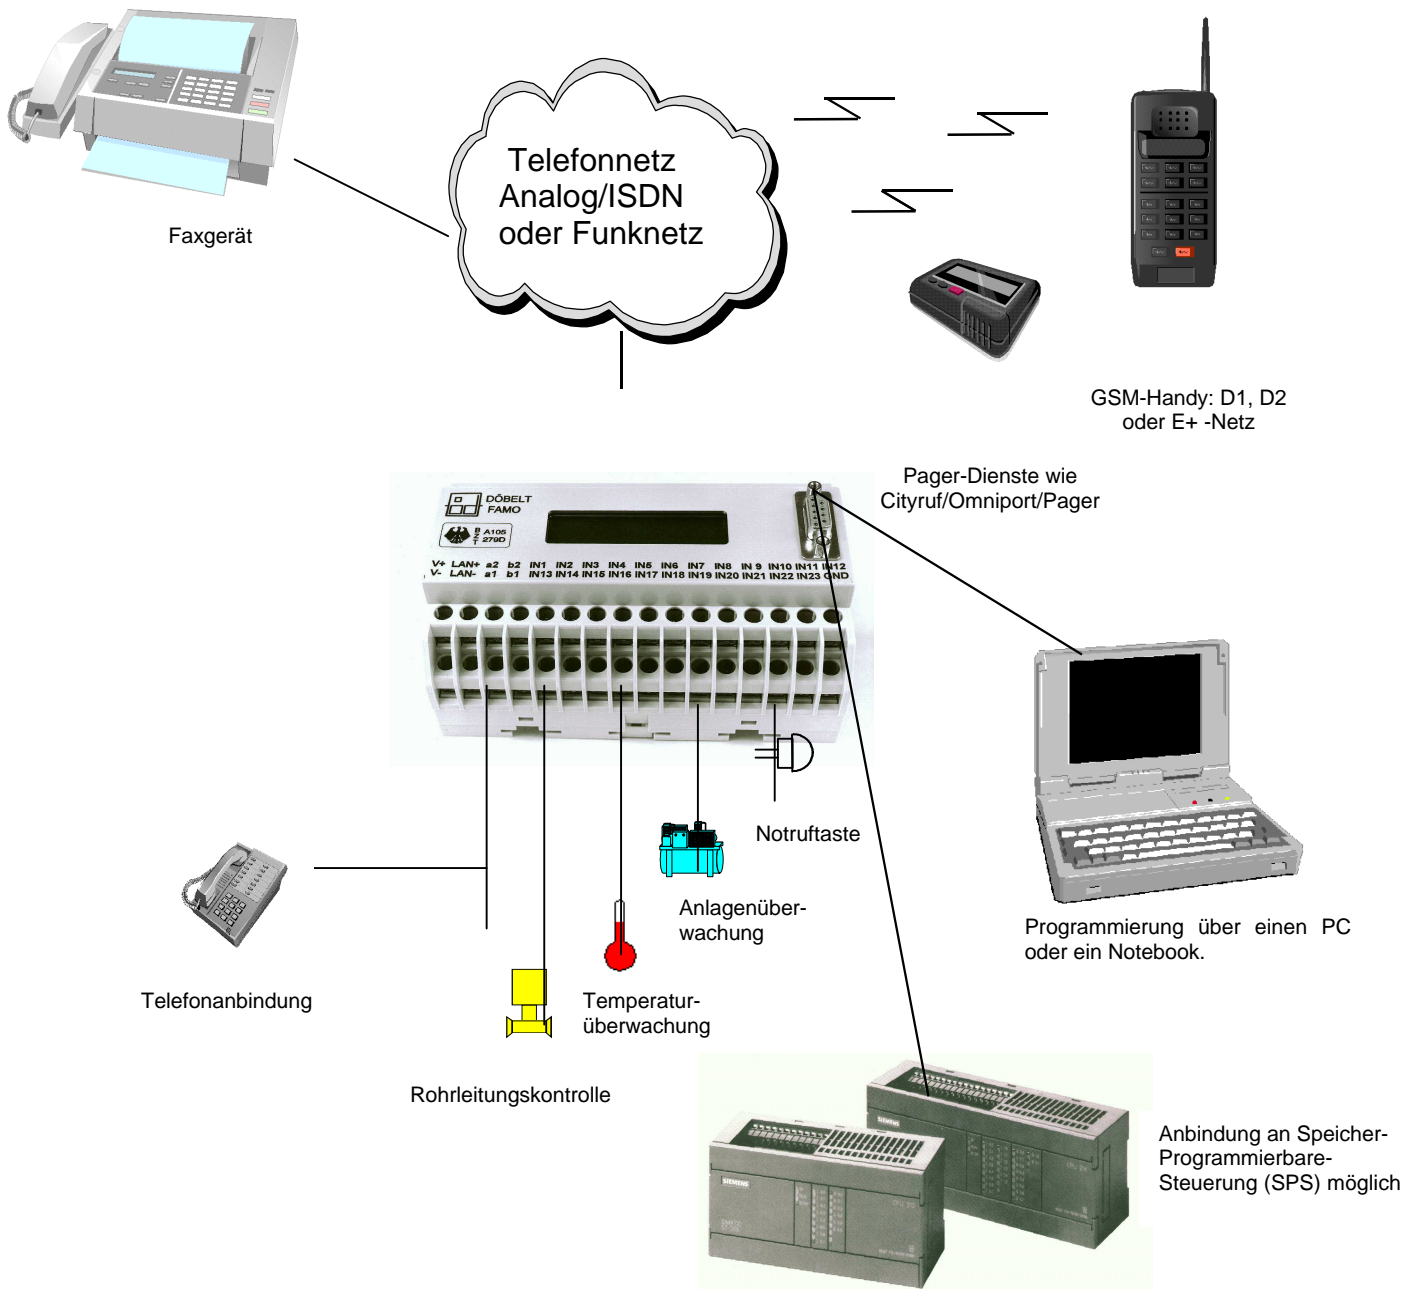 Telefonnetz
Analog/ISDN
oder Funknetz
Faxgerät
GSM-Handy: D1, D2
oder E+ -Netz
Pager-Dienste wie
Cityruf/Omniport/Pager
DÖBELT
FAMO
BZT A105
279D
V+ LAN+ a2 b2 IN1 IN2 IN3 IN4 IN5 IN6 IN7 IN8 IN 9 IN10 IN11 IN12
V- LAN- a1 b1 IN13 IN14 IN15 IN16 IN17 IN18 IN19 IN20 IN21 IN22 IN23 GND
Notruftaste
Anlagenüber-
wachung
Programmierung über einen PC
oder ein Notebook.
Telefonanbindung
Temperatur-
überwachung
Rohrleitungskontrolle
Anbindung an Speicher-
Programmierbare-
Steuerung (SPS) möglich
SIEMENS
SIEMENS